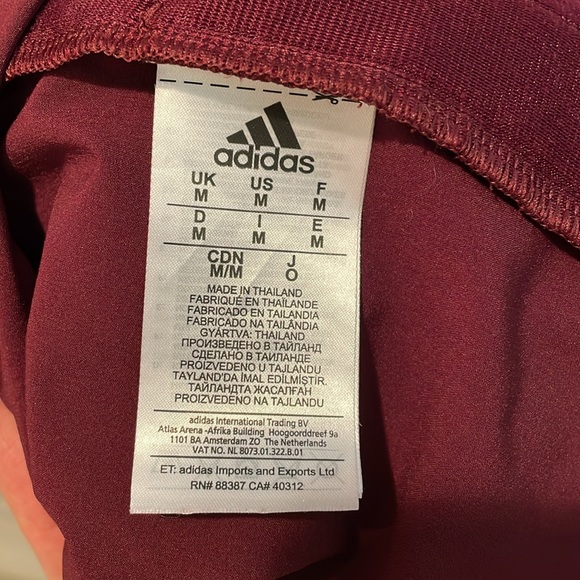 adidas
UK US F
M M M
D I E
M M M
CDN J
M/M O
MADE IN THAILAND
FABRIQUÉ EN THAÏLANDE
FABRICADO EN TAILANDIA
FABRICADO NA TAILÂNDIA
GYÁRTVA: THAILAND
ПРОИЗВЕДЕНО В ТАЙЛАНД
СДЕЛАНО В ТАИЛАНДЕ
PROIZVEDENO U TAJLANDU
TAYLAND'DA İMAL EDİLMİŞTİR.
ТАЙЛАНДТА ЖАСАЛҒАН
PROIZVEDENO NA TAJLANDU
adidas International Trading BV
Atlas Arena -Afrika Building Hoogoorddreef 9a
1101 BA Amsterdam ZO The Netherlands
VAT NO. NL 8073.01.322.B.01
ET: adidas Imports and Exports Ltd
RN# 88387 CA# 40312